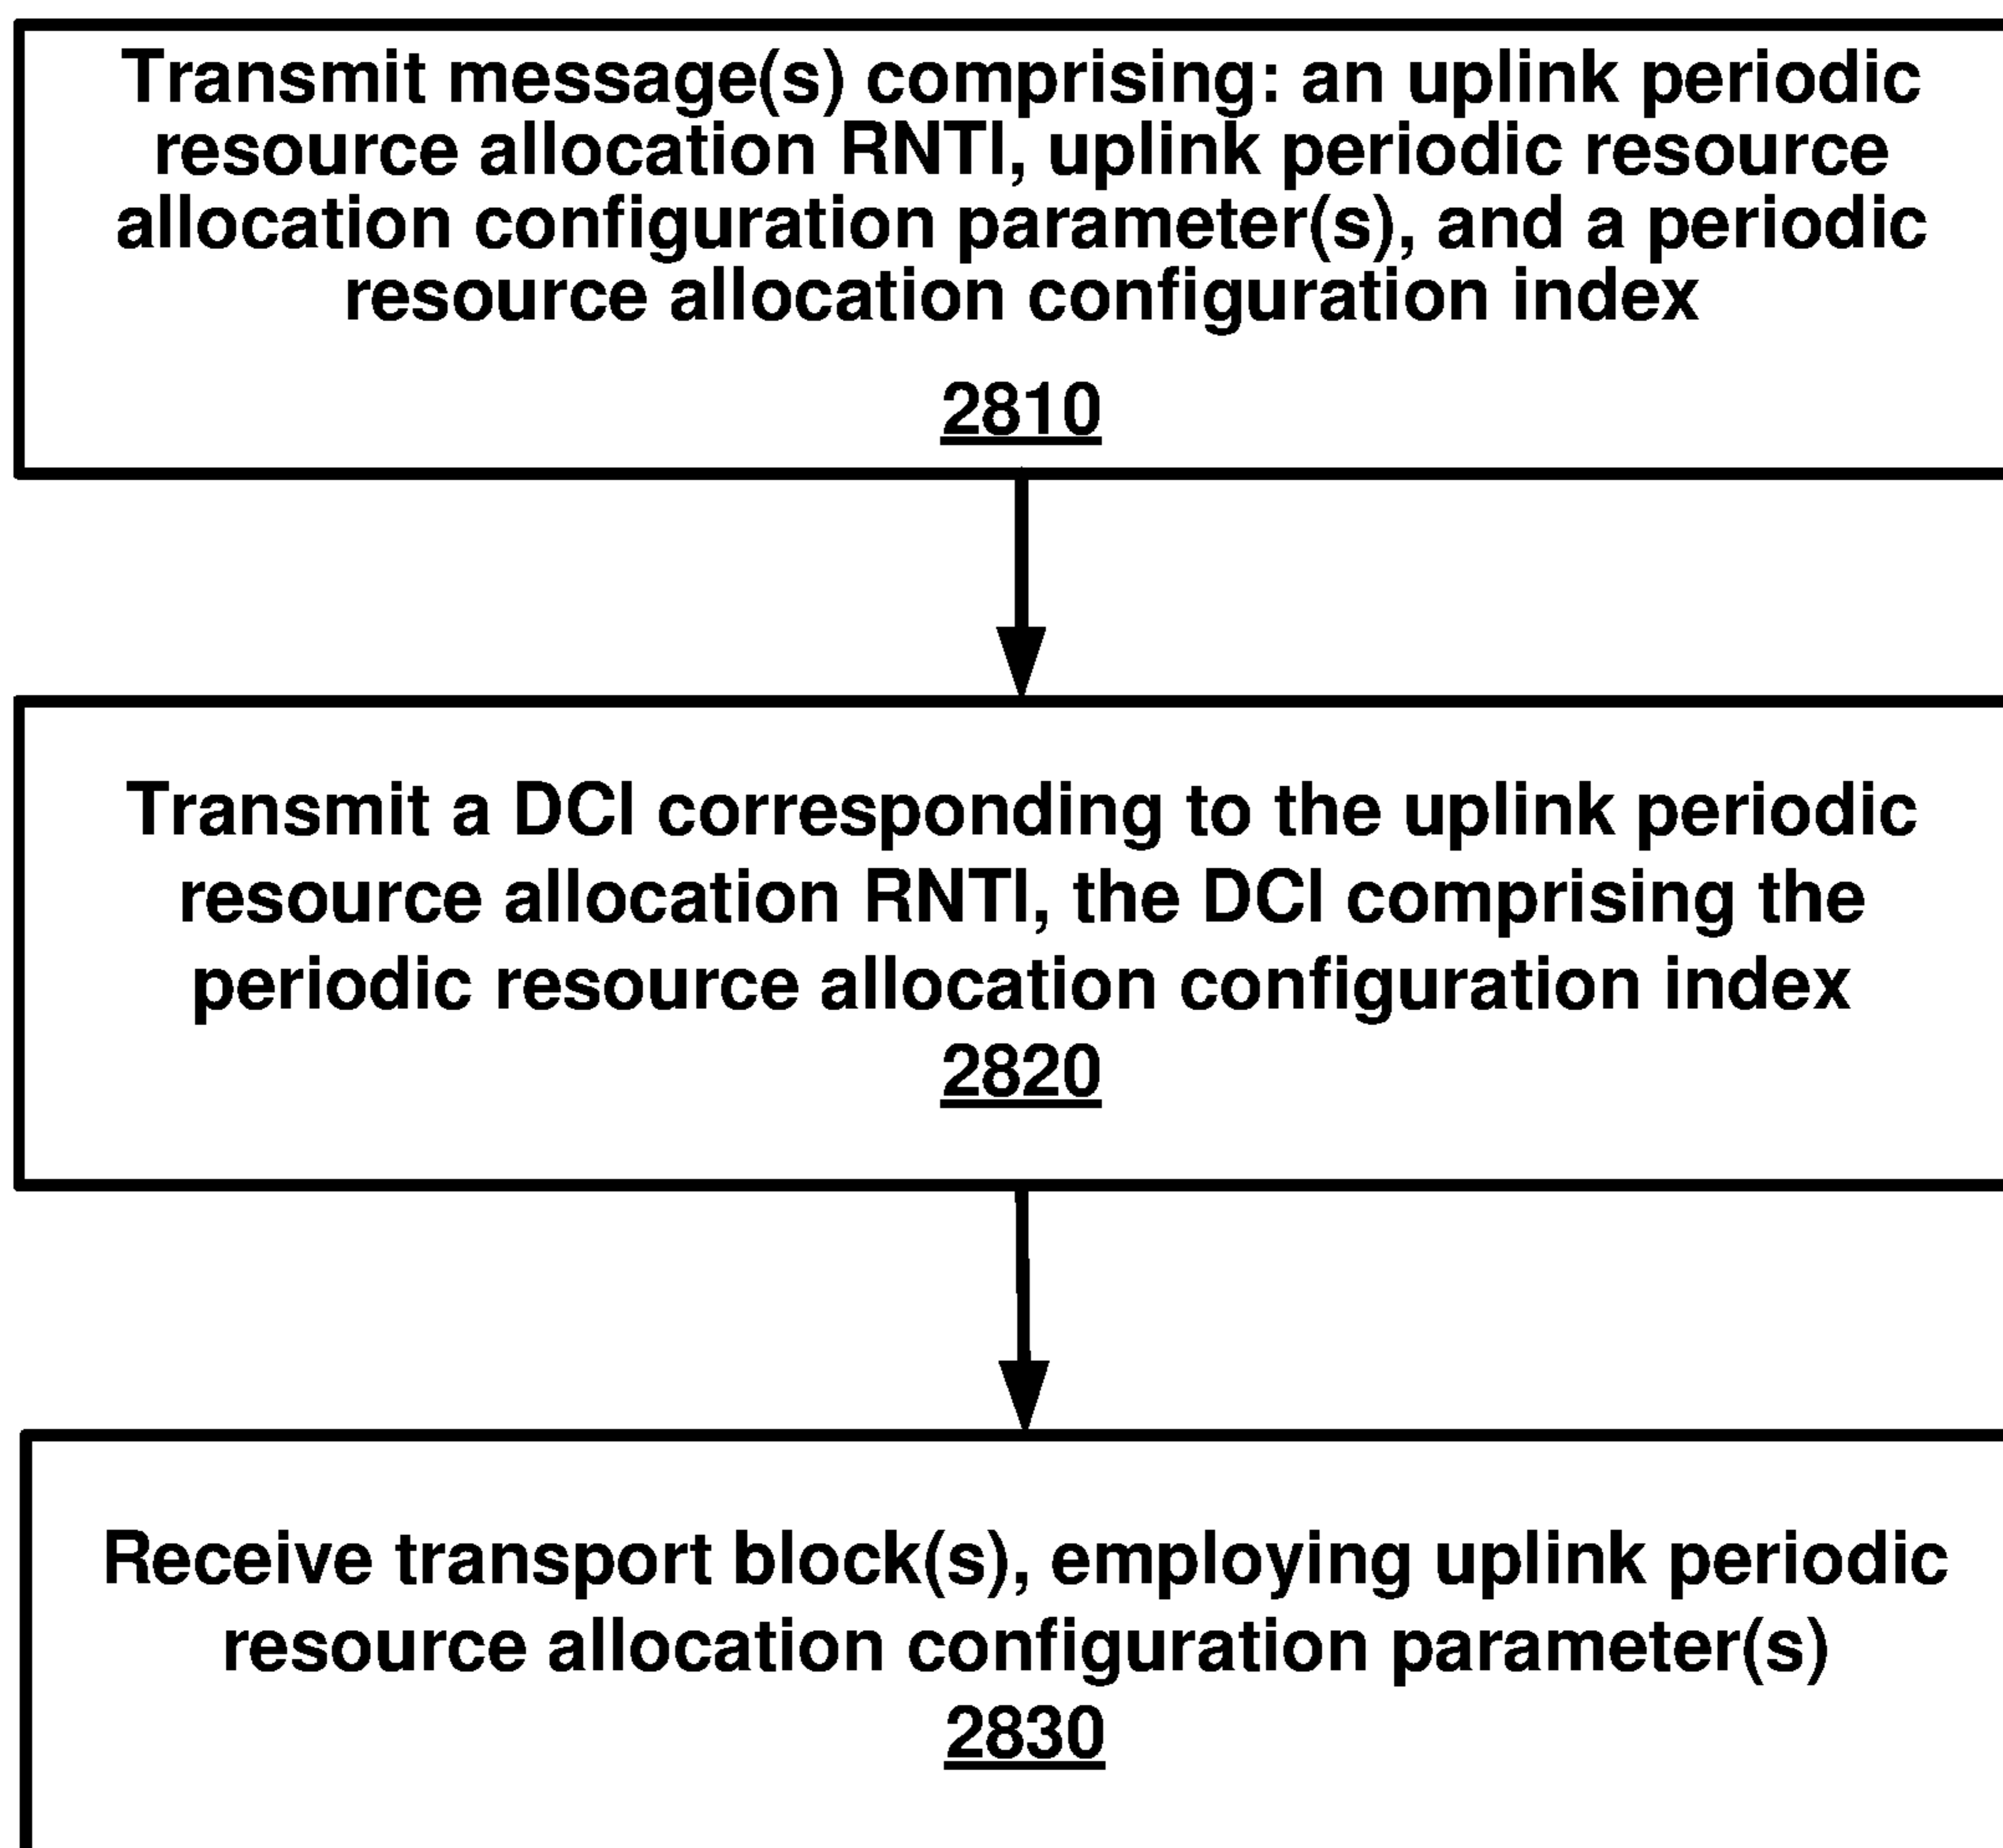 Transmit message(s) comprising: an uplink periodic
resource allocation RNTI, uplink periodic resource
allocation configuration parameter(s), and a periodic
resource allocation configuration index
2810
Transmit a DCI corresponding to the uplink periodic
resource allocation RNTI, the DCI comprising the
periodic resource allocation configuration index
2820
Receive transport block(s), employing uplink periodic
resource allocation configuration parameter(s)
2830